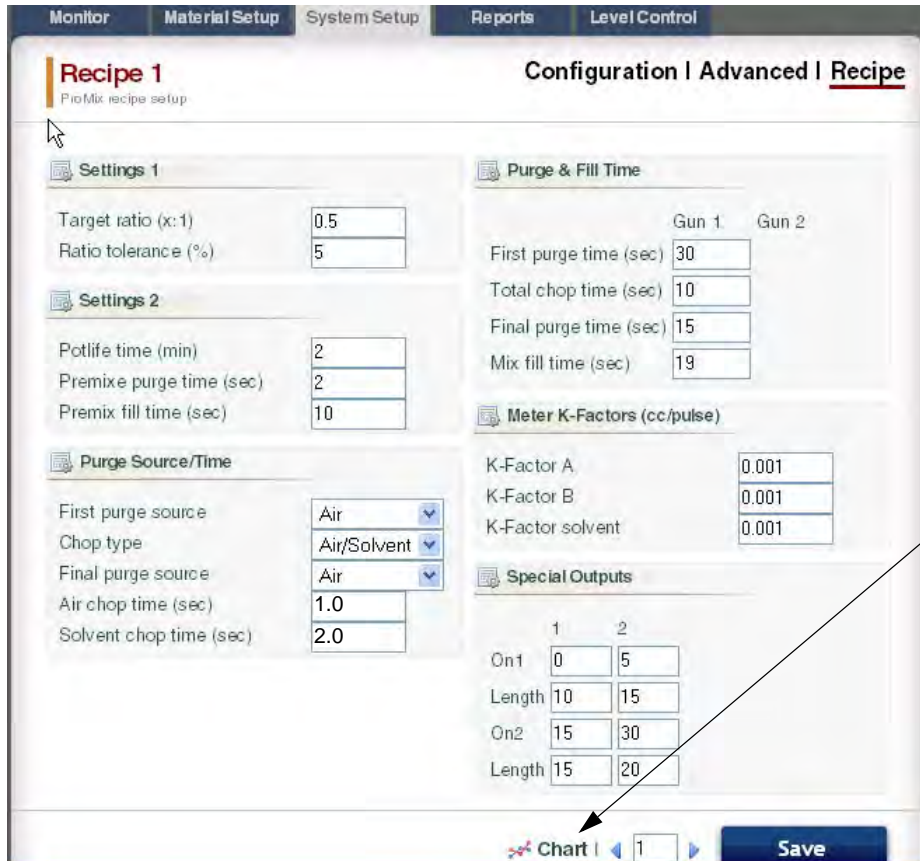 Monitor Material Setup System Setup Reports Level Control
Recipe 1
ProMix recipe setup
Configuration | Advanced | Recipe
Settings 1
Target ratio (x:1) 0.5
Ratio tolerance (%) 5
Settings 2
Potlife time (min) 2
Premixe purge time (sec) 2
Premix fill time (sec) 10
Purge Source/Time
First purge source Air
Chop type Air/Solvent
Final purge source Air
Air chop time (sec) 1.0
Solvent chop time (sec) 2.0
Purge & Fill Time
Gun 1 Gun 2
First purge time (sec) 30
Total chop time (sec) 10
Final purge time (sec) 15
Mix fill time (sec) 19
Meter K-Factors (cc/pulse)
K-Factor A 0.001
K-Factor B 0.001
K-Factor solvent 0.001
Special Outputs
1 2
On1 0 5
Length 10 15
On2 15 30
Length 15 20
Chart | 1 Save